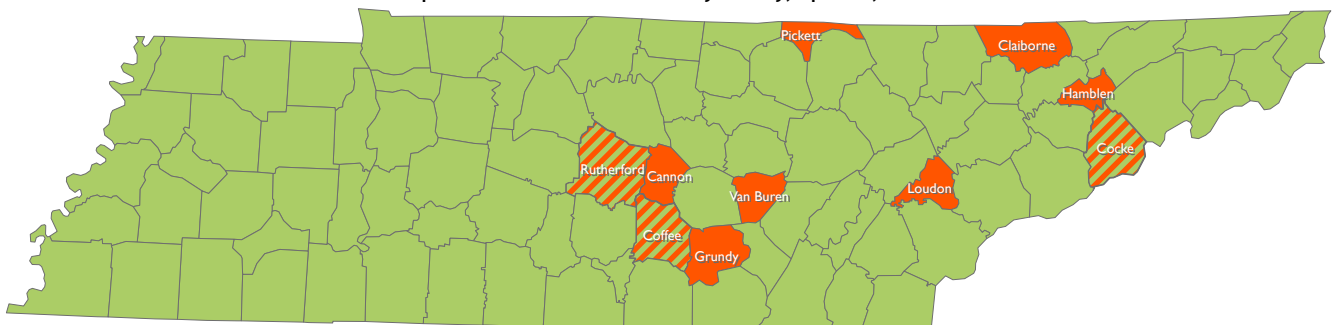 Pickett
Claiborne
Hamblen
Cocke
Rutherford
Cannon
Van Buren
Loudon
Coffee
Grundy